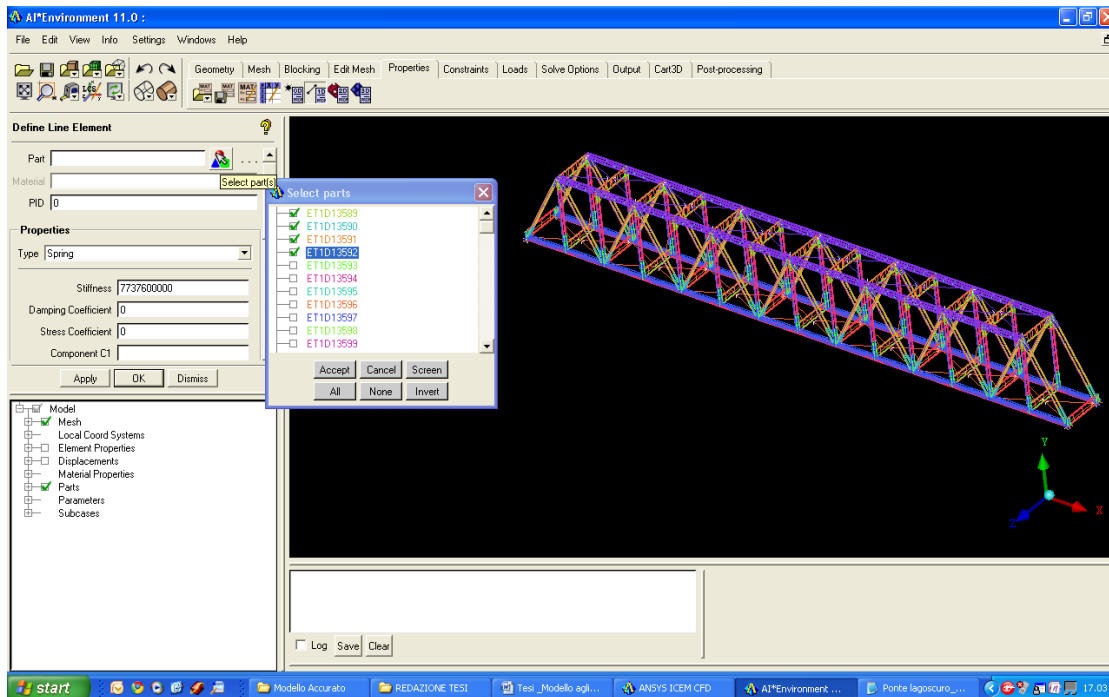 AI*Environment 11.0 :
File Edit View Info Settings Windows Help
Geometry Mesh Blocking Edit Mesh Properties Constraints Loads Solve Options Output Cart3D Post-processing
Define Line Element
Part ...
Select part(s)
Material
PID 0
Properties
Type Spring
Stiffness 7737600000
Damping Coefficient 0
Stress Coefficient 0
Component C1
Apply OK Dismiss
Select parts
ET1D13589
ET1D13590
ET1D13591
ET1D13592
ET1D13593
ET1D13594
ET1D13595
ET1D13596
ET1D13597
ET1D13598
ET1D13599
Accept Cancel Screen
All None Invert
Model
Mesh
Local Coord Systems
Element Properties
Displacements
Material Properties
Parts
Parameters
Subcases
Y
X
Z
Log Save Clear
start Modello Accurato REDAZIONE TESI Tesi _Modello agli... ANSYS ICEM CFD AI*Environment ... Ponte lagoscuro_... 17.03